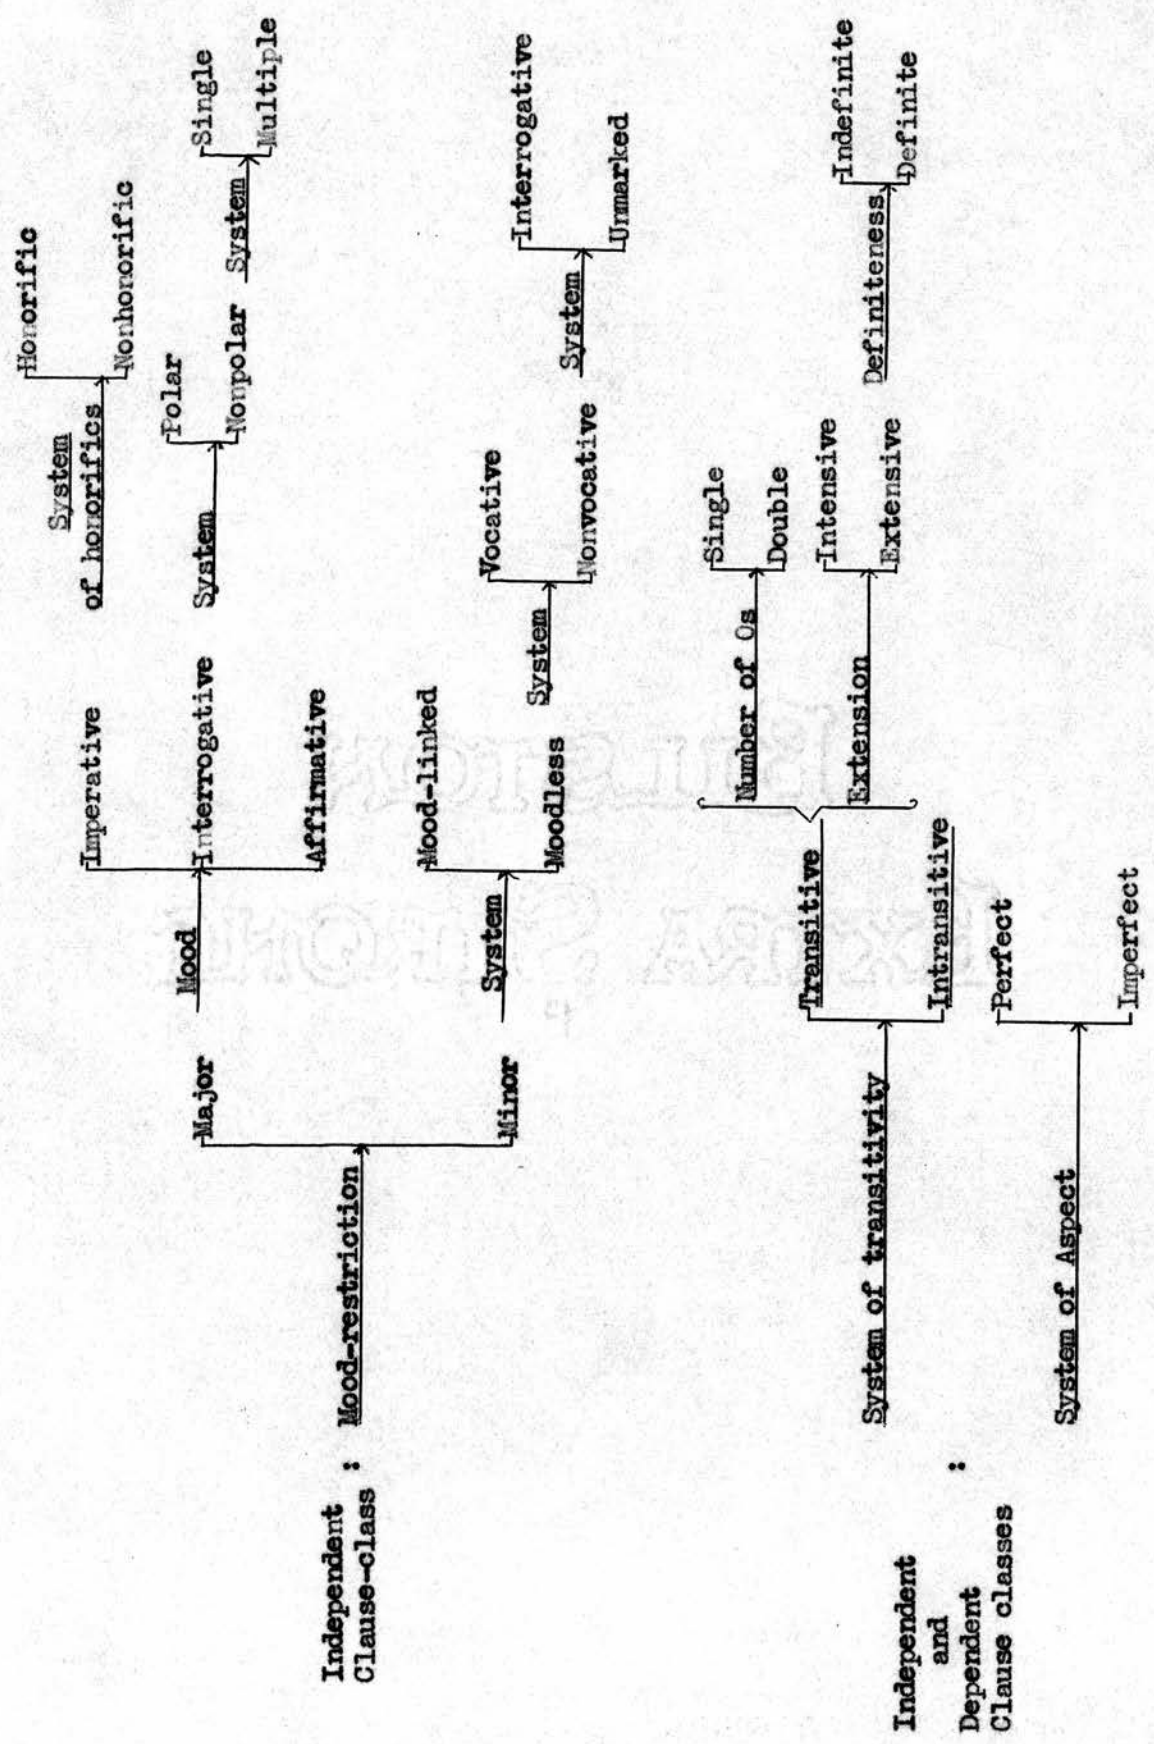 Honorific
System
of honorifics
Nonhonorific
Imperative
Polar
Single
Mood
Interrogative
System
Nonpolar
System
Multiple
Major
Affirmative
Independent
Clause-class :
Mood-restriction
Mood-linked
Vocative
Interrogative
Minor
System
Moodless
System
Nonvocative
System
Unmarked
Number of Os
Single
Double
Transitive
Extension
Intensive
Extensive
Definiteness
Indefinite
Definite
System of transitivity
Intransitive
Independent
and
Dependent :
Clause classes
Perfect
System of Aspect
Imperfect